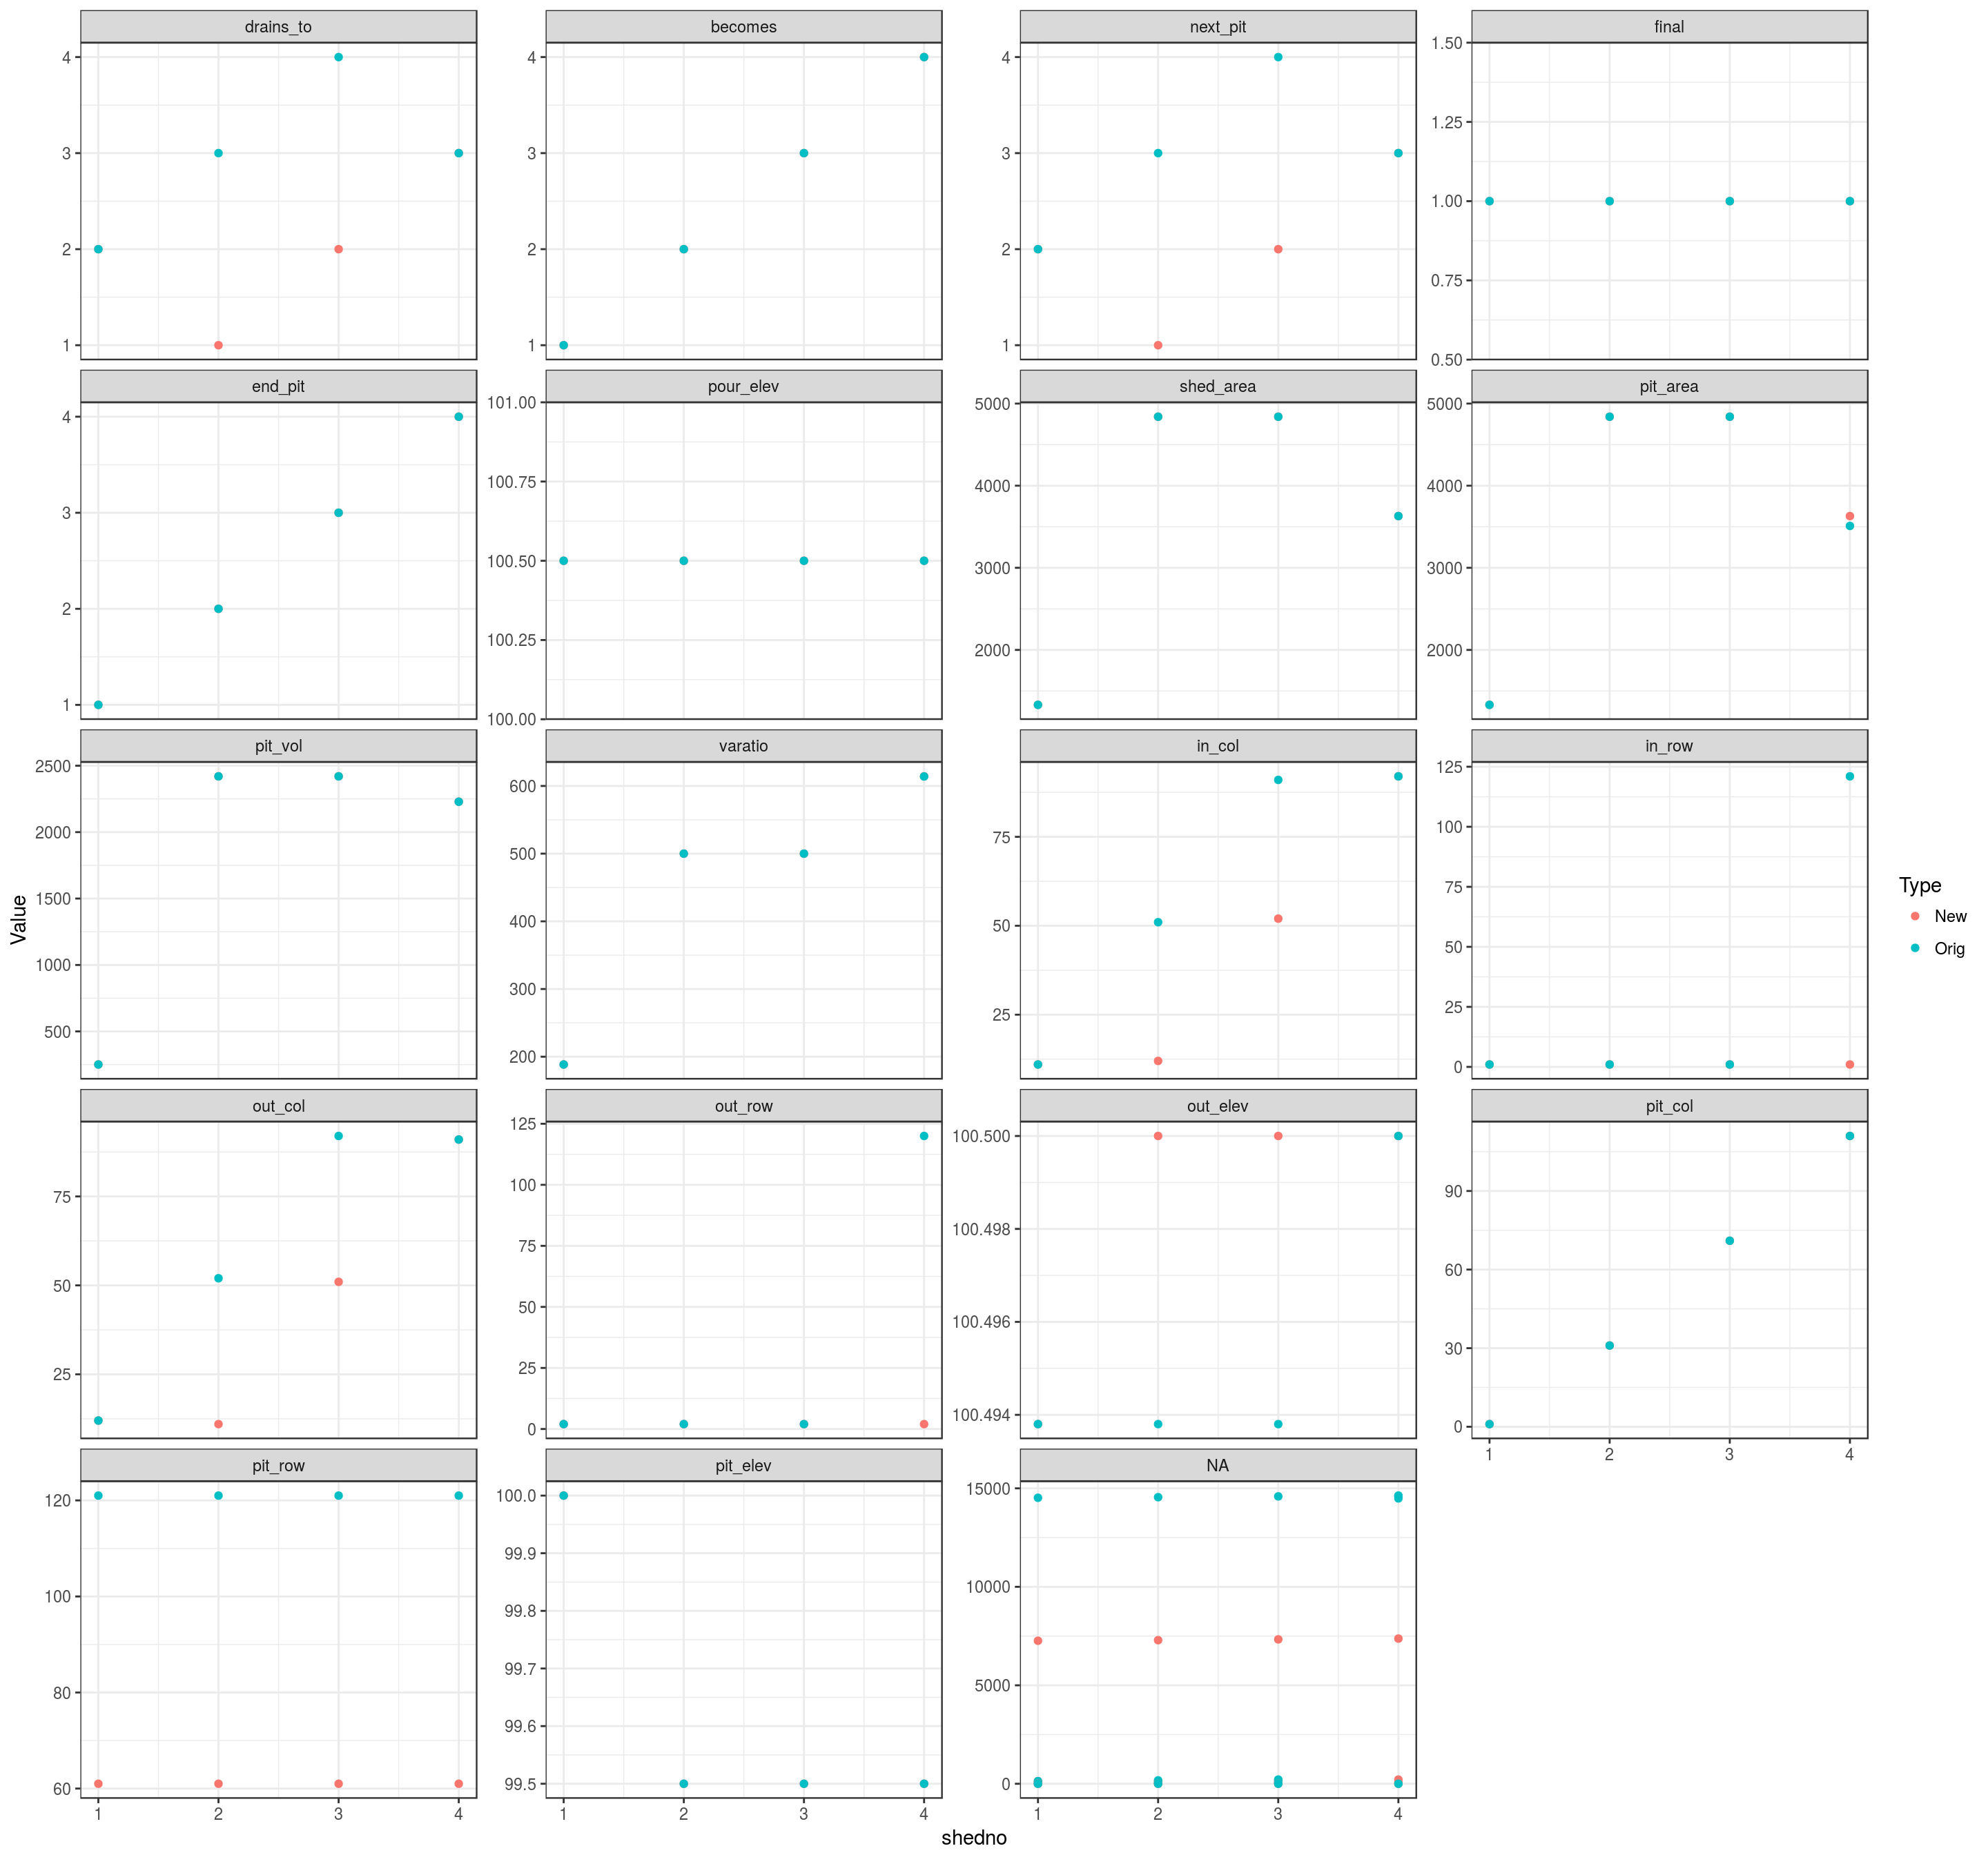 drains_to becomes next_pit final
4 4 4 1.50
3 3 3 1.25
2 2 2 1.00
1 1 1 0.75
0.50
end_pit pour_elev shed_area pit_area
4 101.00 5000 5000
3 100.75 4000 4000
2 100.50 3000 3000
1 100.25 2000 2000
100.00
pit_vol varatio in_col in_row
2500 600 75 125
2000 500 50 100
1500 400 25 75
1000 300 50
500 200 25
0
Value
Type
New
Orig
out_col out_row out_elev pit_col
75 125 100.500 90
50 100 100.498 60
25 75 100.496 30
50 100.494 0
25
0
1 2 3 4
pit_row pit_elev NA
120 100.0 15000
100 99.9 10000
80 99.8 5000
60 99.7 0
99.6
99.5
1 2 3 4 1 2 3 4 1 2 3 4
shedno